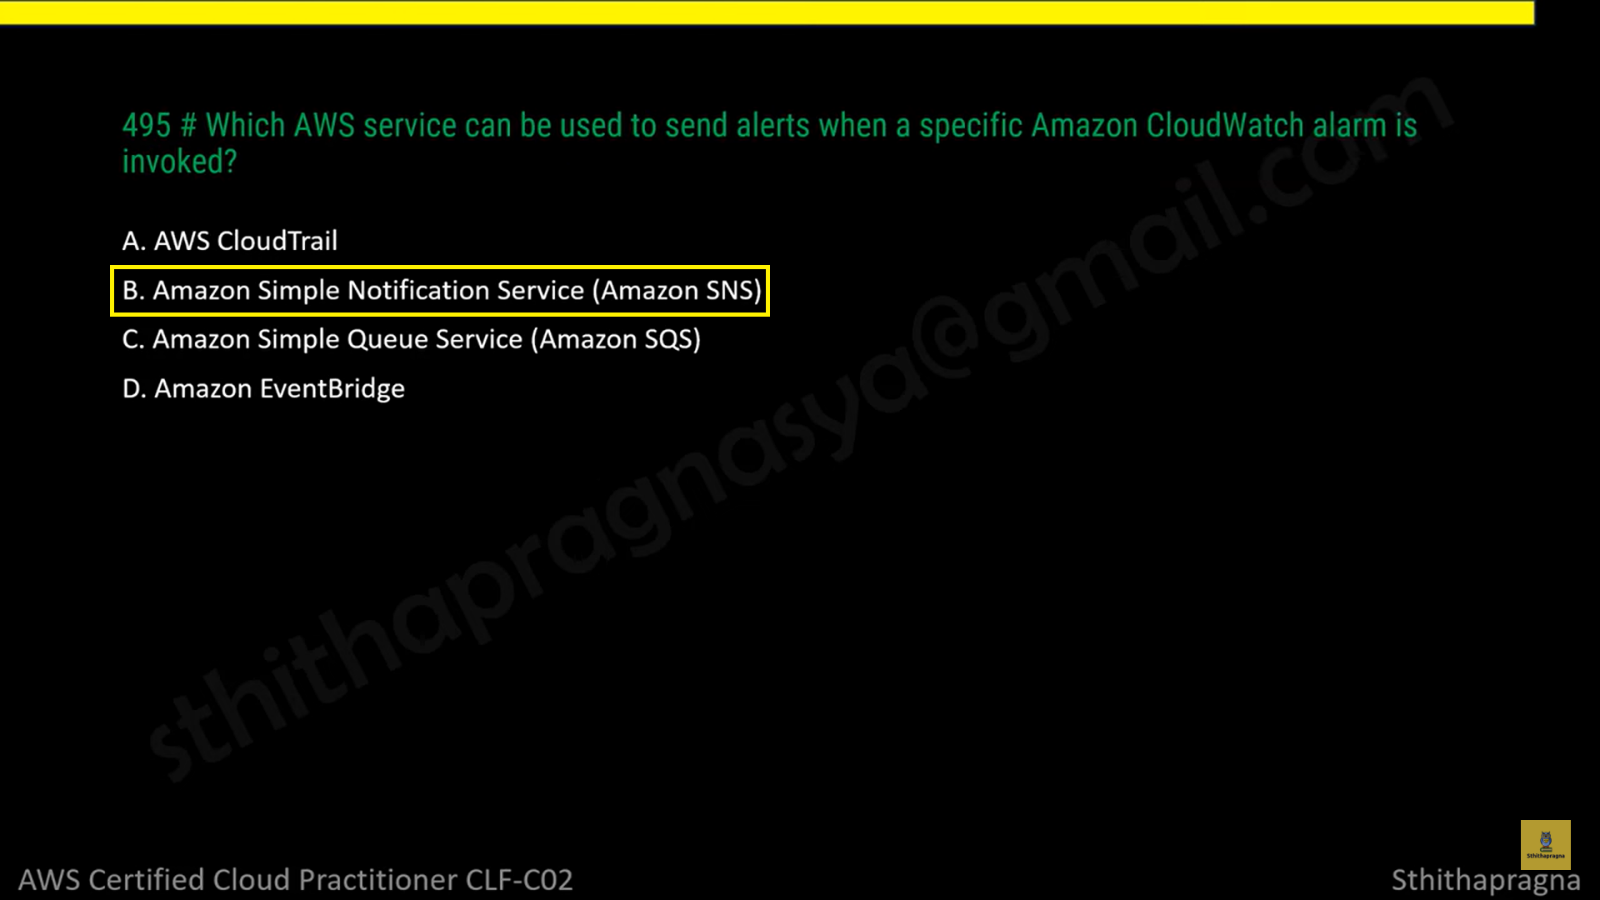 495 # Which AWS service can be used to send alerts when a specific Amazon CloudWatch alarm is
invoked?
A. AWS CloudTrail
B. Amazon Simple Notification Service (Amazon SNS)
C. Amazon Simple Queue Service (Amazon SQS)
D. Amazon EventBridge
sthithapragnasya@gmail.com
Sthithapragna
AWS Certified Cloud Practitioner CLF-C02
Sthithapragna